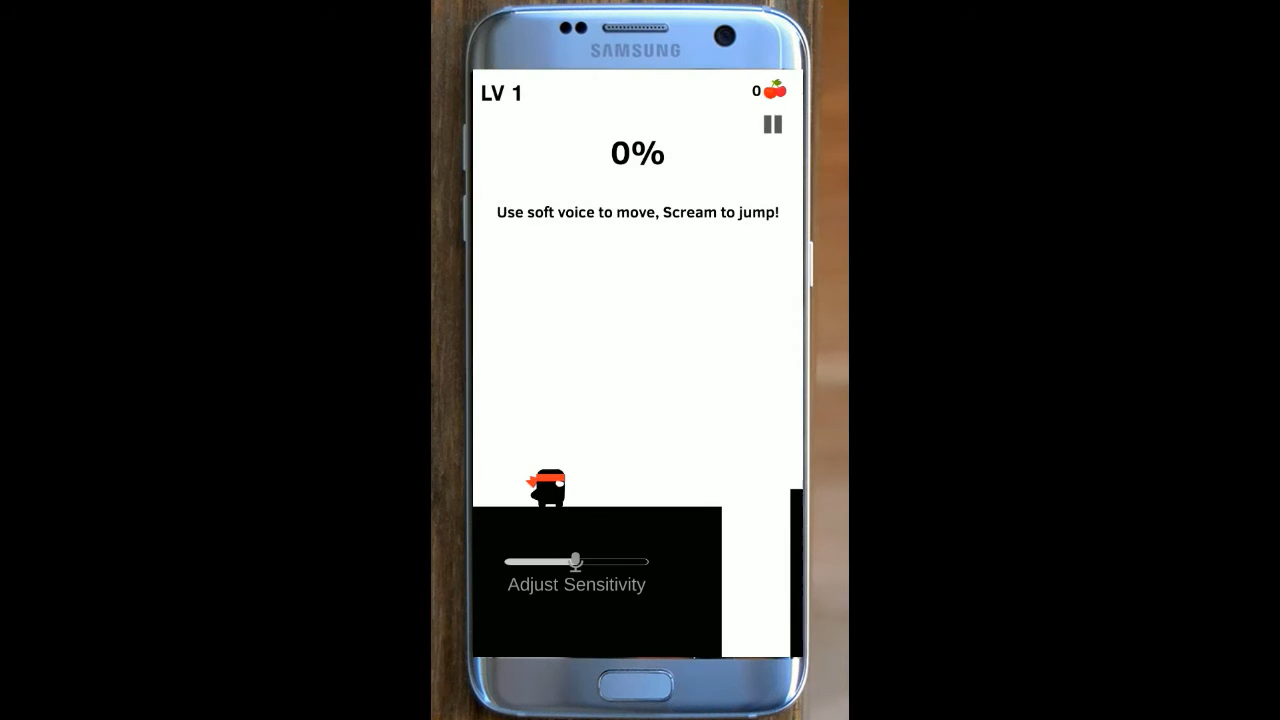 SAMSUNG
LV 1
0
0%
Use soft voice to move, Scream to jump!
Adjust Sensitivity